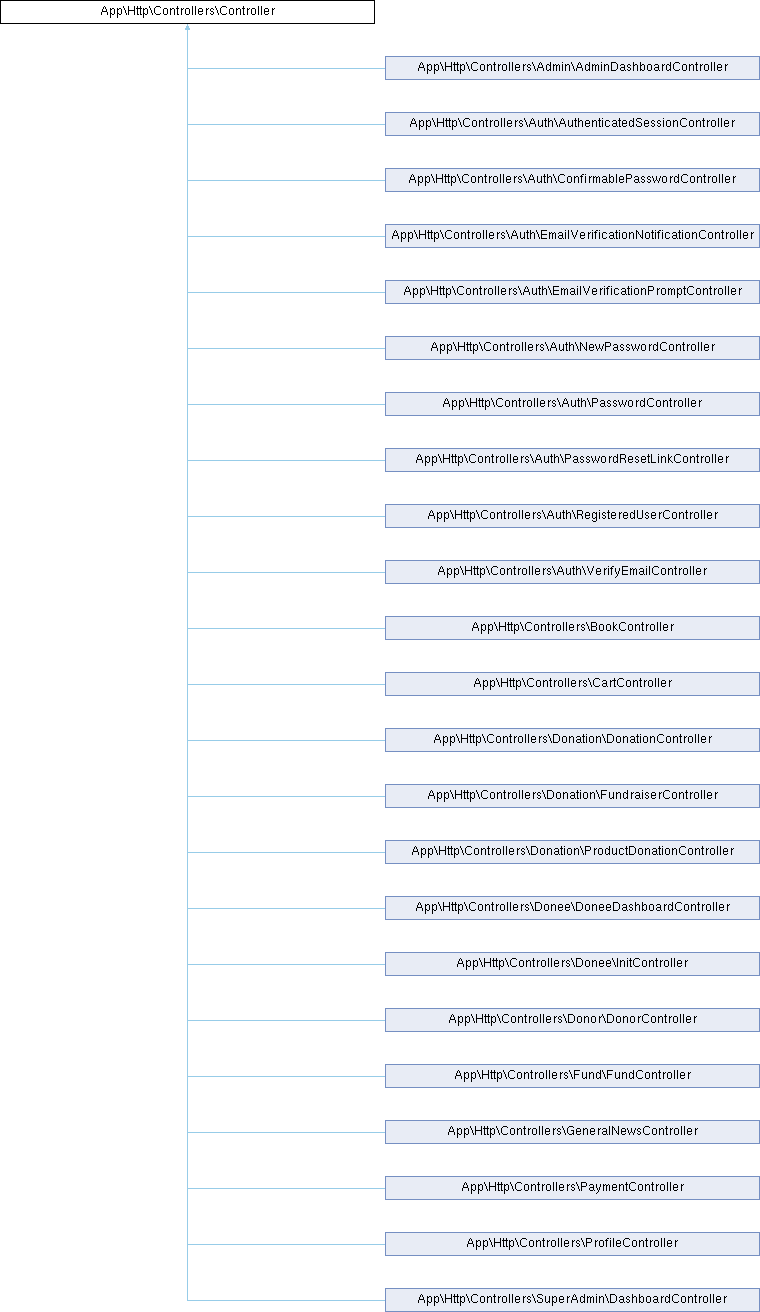 App\Http\Controllers\Controller
App\Http\Controllers\Admin\AdminDashboardController
App\Http\Controllers\Auth\AuthenticatedSessionController
App\Http\Controllers\Auth\ConfirmablePasswordController
App\Http\Controllers\Auth\EmailVerificationNotificationController
App\Http\Controllers\Auth\EmailVerificationPromptController
App\Http\Controllers\Auth\NewPasswordController
App\Http\Controllers\Auth\PasswordController
App\Http\Controllers\Auth\PasswordResetLinkController
App\Http\Controllers\Auth\RegisteredUserController
App\Http\Controllers\Auth\VerifyEmailController
App\Http\Controllers\BookController
App\Http\Controllers\CartController
App\Http\Controllers\Donation\DonationController
App\Http\Controllers\Donation\FundraiserController
App\Http\Controllers\Donation\ProductDonationController
App\Http\Controllers\Donee\DoneeDashboardController
App\Http\Controllers\Donee\InitController
App\Http\Controllers\Donor\DonorController
App\Http\Controllers\Fund\FundController
App\Http\Controllers\GeneralNewsController
App\Http\Controllers\PaymentController
App\Http\Controllers\ProfileController
App\Http\Controllers\SuperAdmin\DashboardController